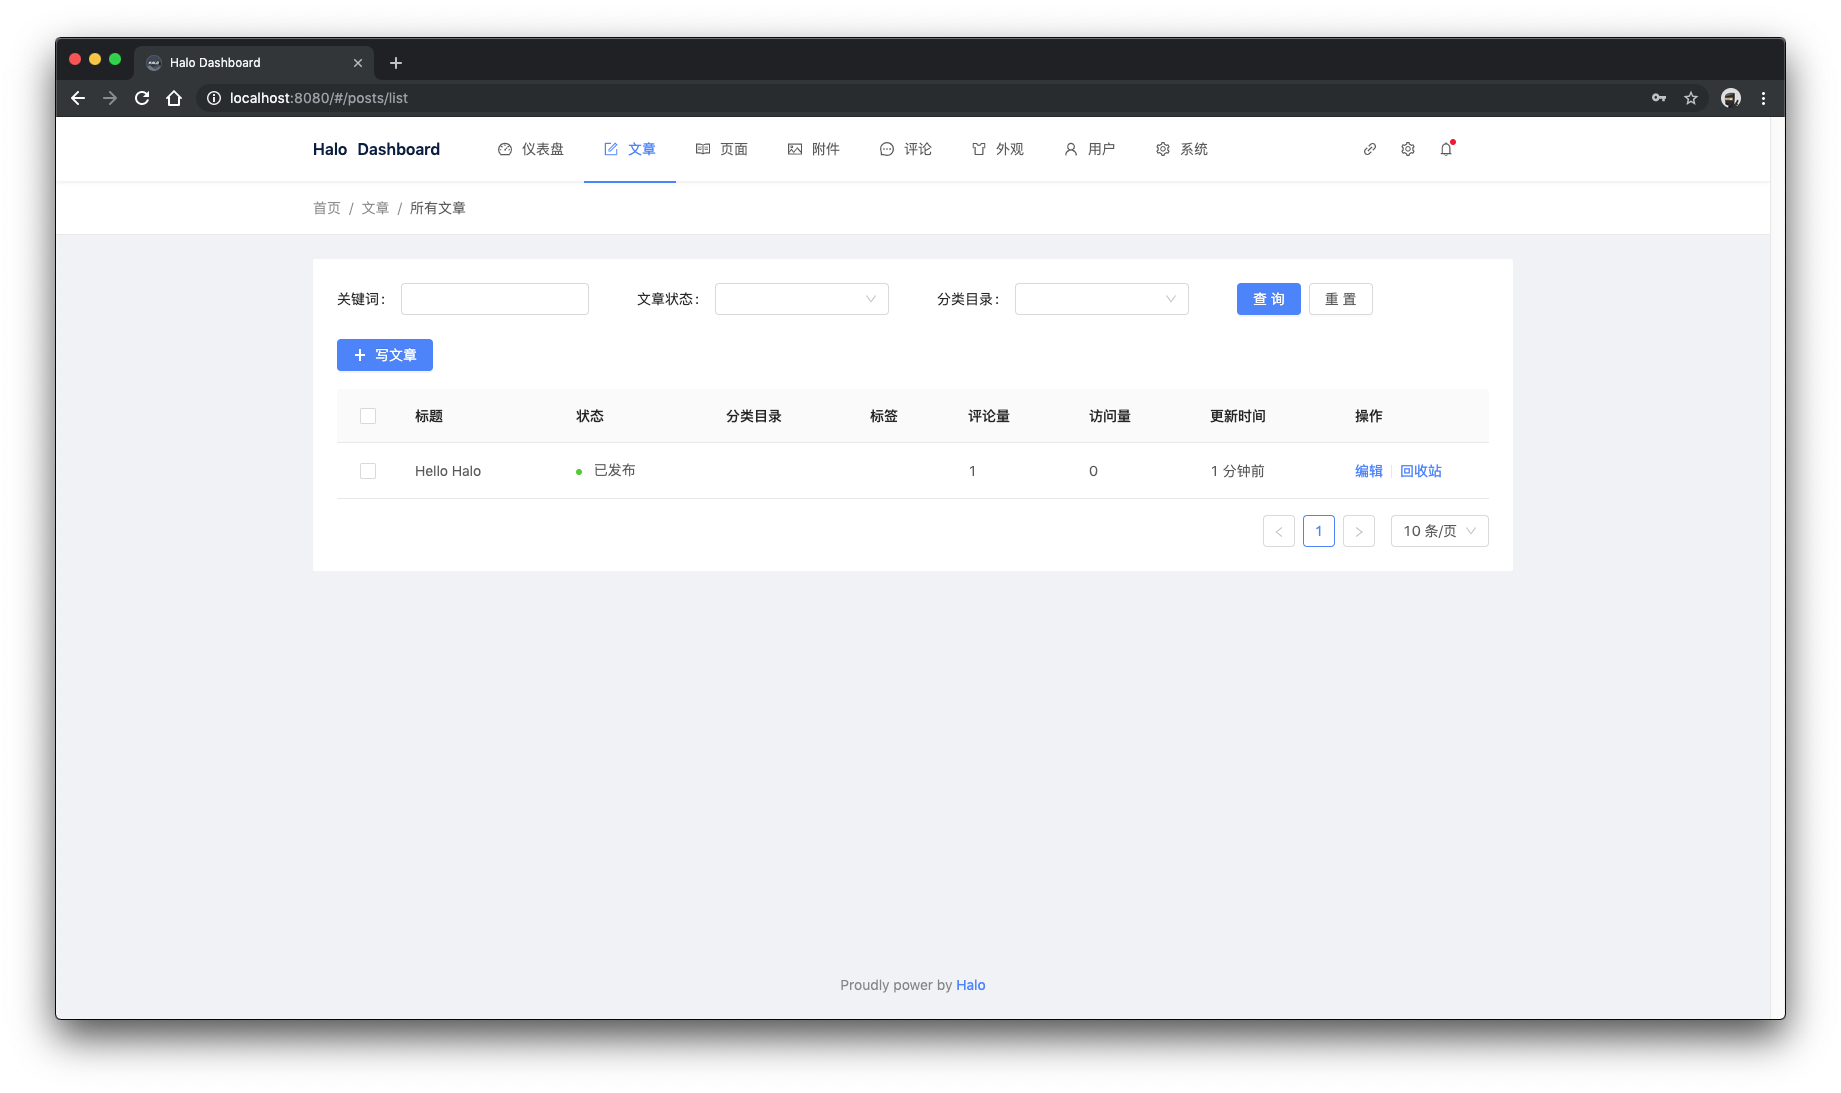 Halo Dashboard
localhost:8080/#/posts/list
Halo Dashboard 仪表盘 文章 页面 附件 评论 外观 用户 系统
首页 / 文章 / 所有文章
关键词： 文章状态： 分类目录： 查 询 重 置
写文章
标题 状态 分类目录 标签 评论量 访问量 更新时间 操作
Hello Halo 已发布 1 0 1 分钟前 编辑 回收站
1 10 条/页
Proudly power by Halo